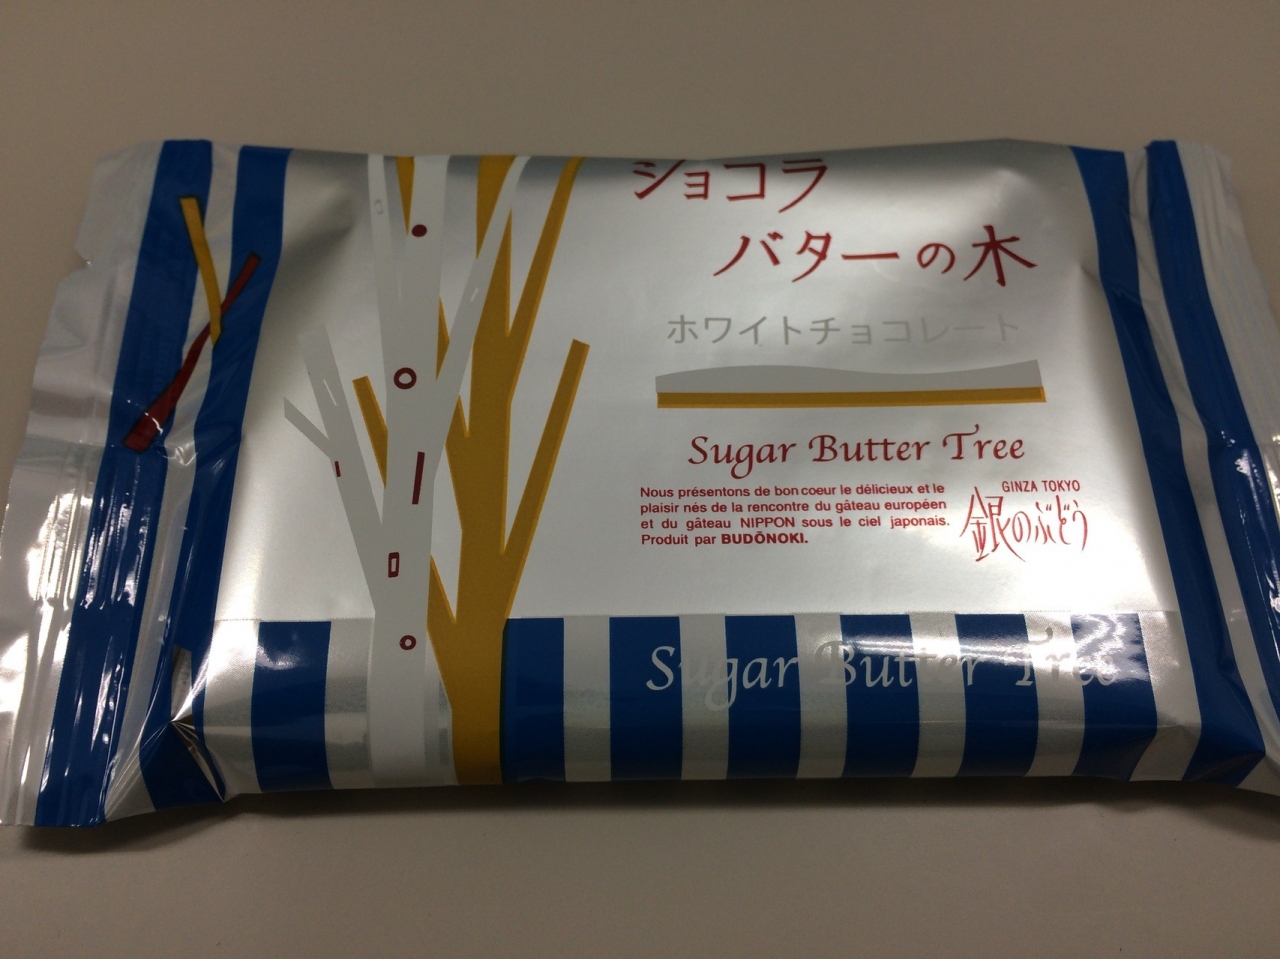 ショコラ
バターの木
ホワイトチョコレート
Sugar Butter Tree
Nous présentons de bon coeur le délicieux et le
plaisir nés de la rencontre du gâteau européen
et du gâteau NIPPON sous le ciel japonais.
Produit par BUDŌNOKI.
GINZA TOKYO
銀のぶどう
Sugar Butter Tree